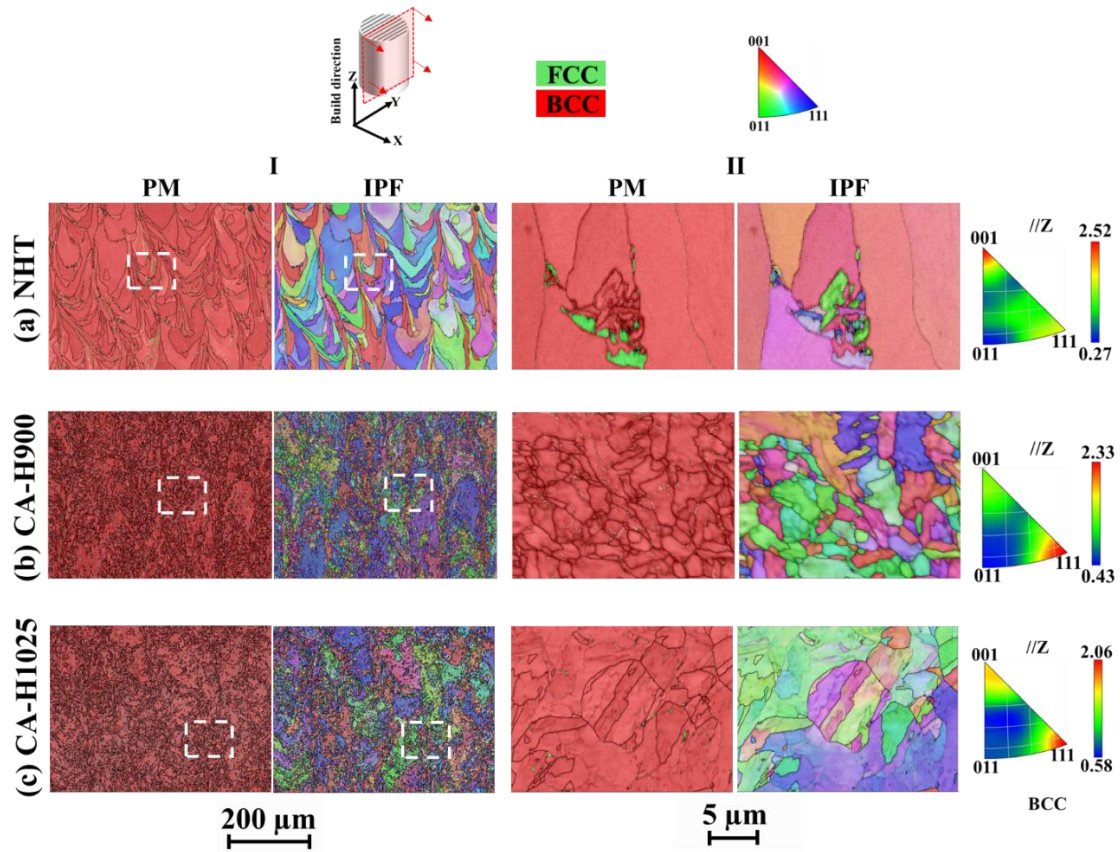 Build direction
Z
Y
X
FCC
BCC
001
011
111
I
II
PM
IPF
PM
IPF
(a) NHT
001
//Z
2.52
011
111
0.27
(b) CA-H900
001
//Z
2.33
011
111
0.43
(c) CA-H1025
001
//Z
2.06
011
111
0.58
BCC
200 µm
5 µm